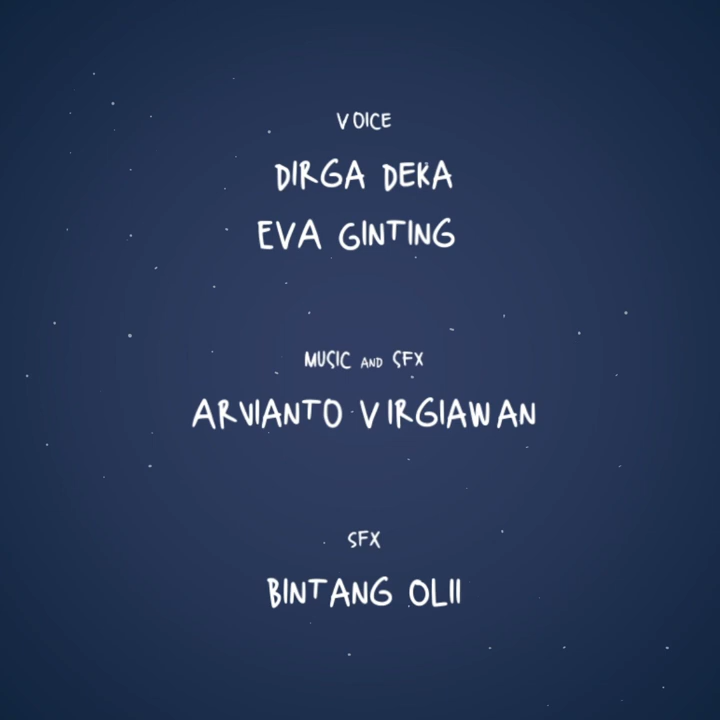 VOICE
DIRGA DEKA
EVA GINTING
MUSIC AND SFX
ARVIANTO VIRGIAWAN
SFX
BINTANG OLII